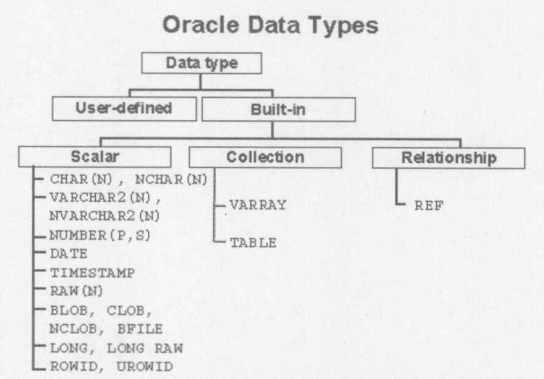 Oracle Data Types
Data type
User-defined
Built-in
Scalar
Collection
Relationship
CHAR(N), NCHAR(N)
VARCHAR2(N),
NVARCHAR2(N)
NUMBER(P,S)
DATE
TIMESTAMP
RAW(N)
BLOB, CLOB,
NCLOB, BFILE
LONG, LONG RAW
ROWID, UROWID
VARRAY
TABLE
REF